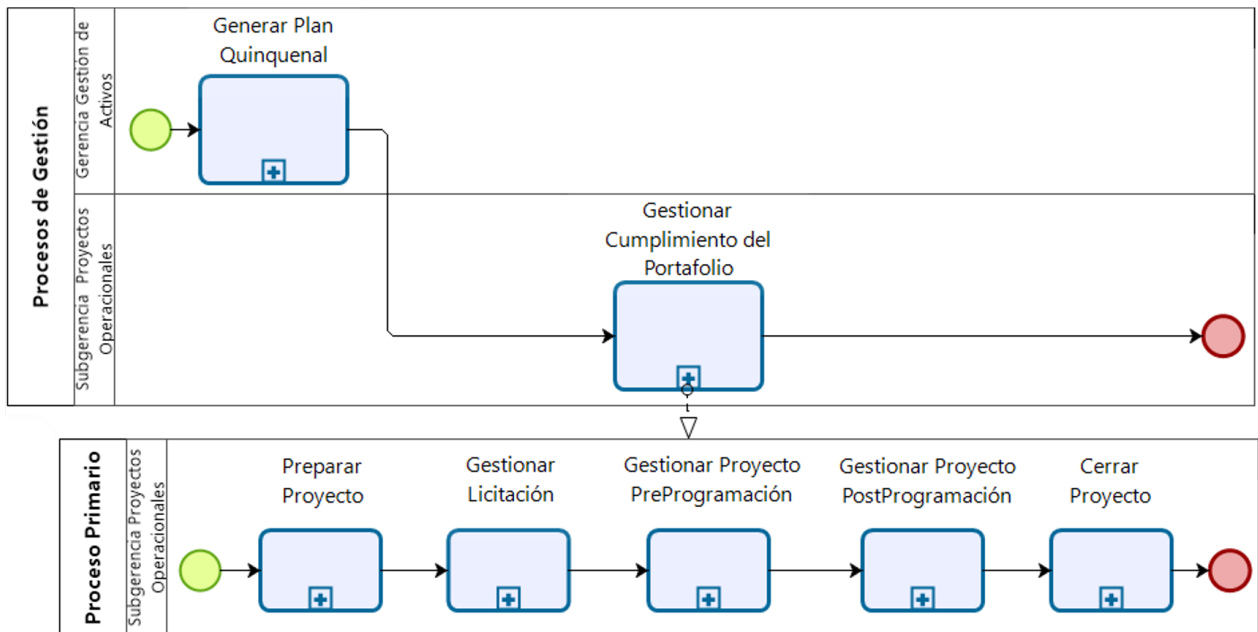 Procesos de Gestión
Gerencia Gestión de
Activos
Generar Plan
Quinquenal
Subgerencia Proyectos
Operacionales
Gestionar
Cumplimiento del
Portafolio
Proceso Primario
Subgerencia Proyectos
Operacionales
Preparar
Proyecto
Gestionar
Licitación
Gestionar Proyecto
PreProgramación
Gestionar Proyecto
PostProgramación
Cerrar
Proyecto